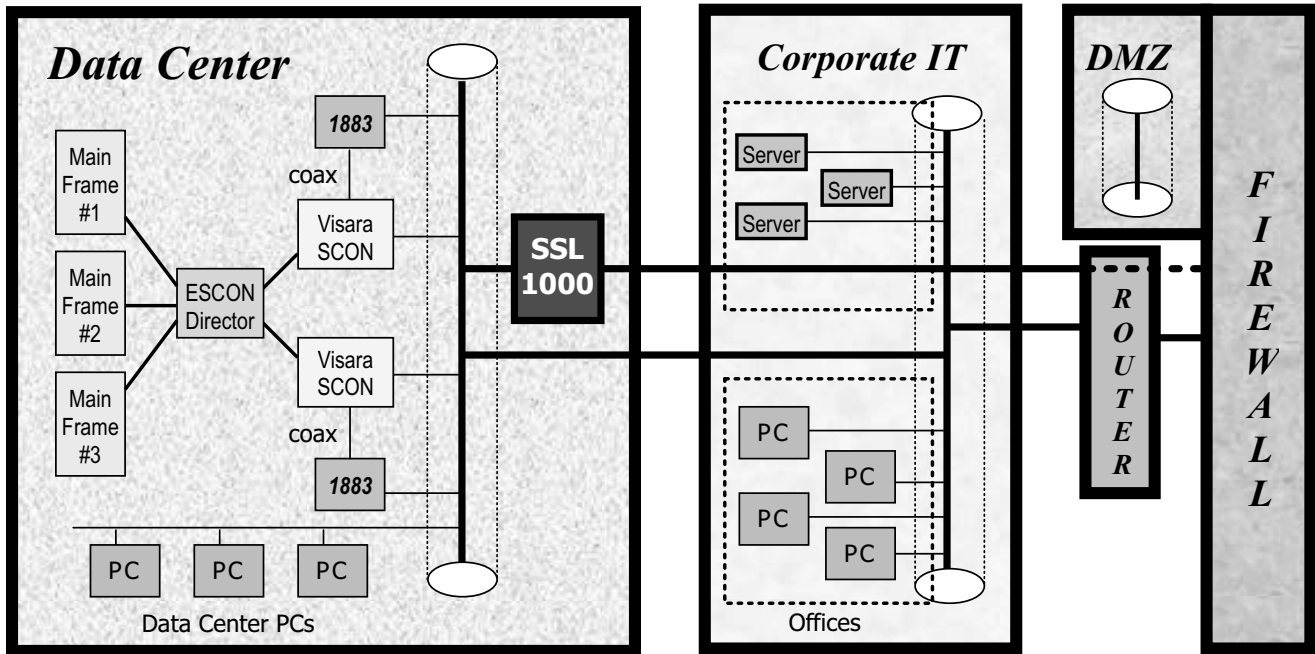 Data Center
1883
coax
Main
Frame
#1
Visara
SCON
Main
Frame
#2
ESCON
Director
SSL
1000
Visara
SCON
Main
Frame
#3
coax
1883
PC
PC
PC
Data Center PCs
Corporate IT
Server
Server
Server
PC
PC
PC
PC
Offices
DMZ
ROUTER
FIREWALL